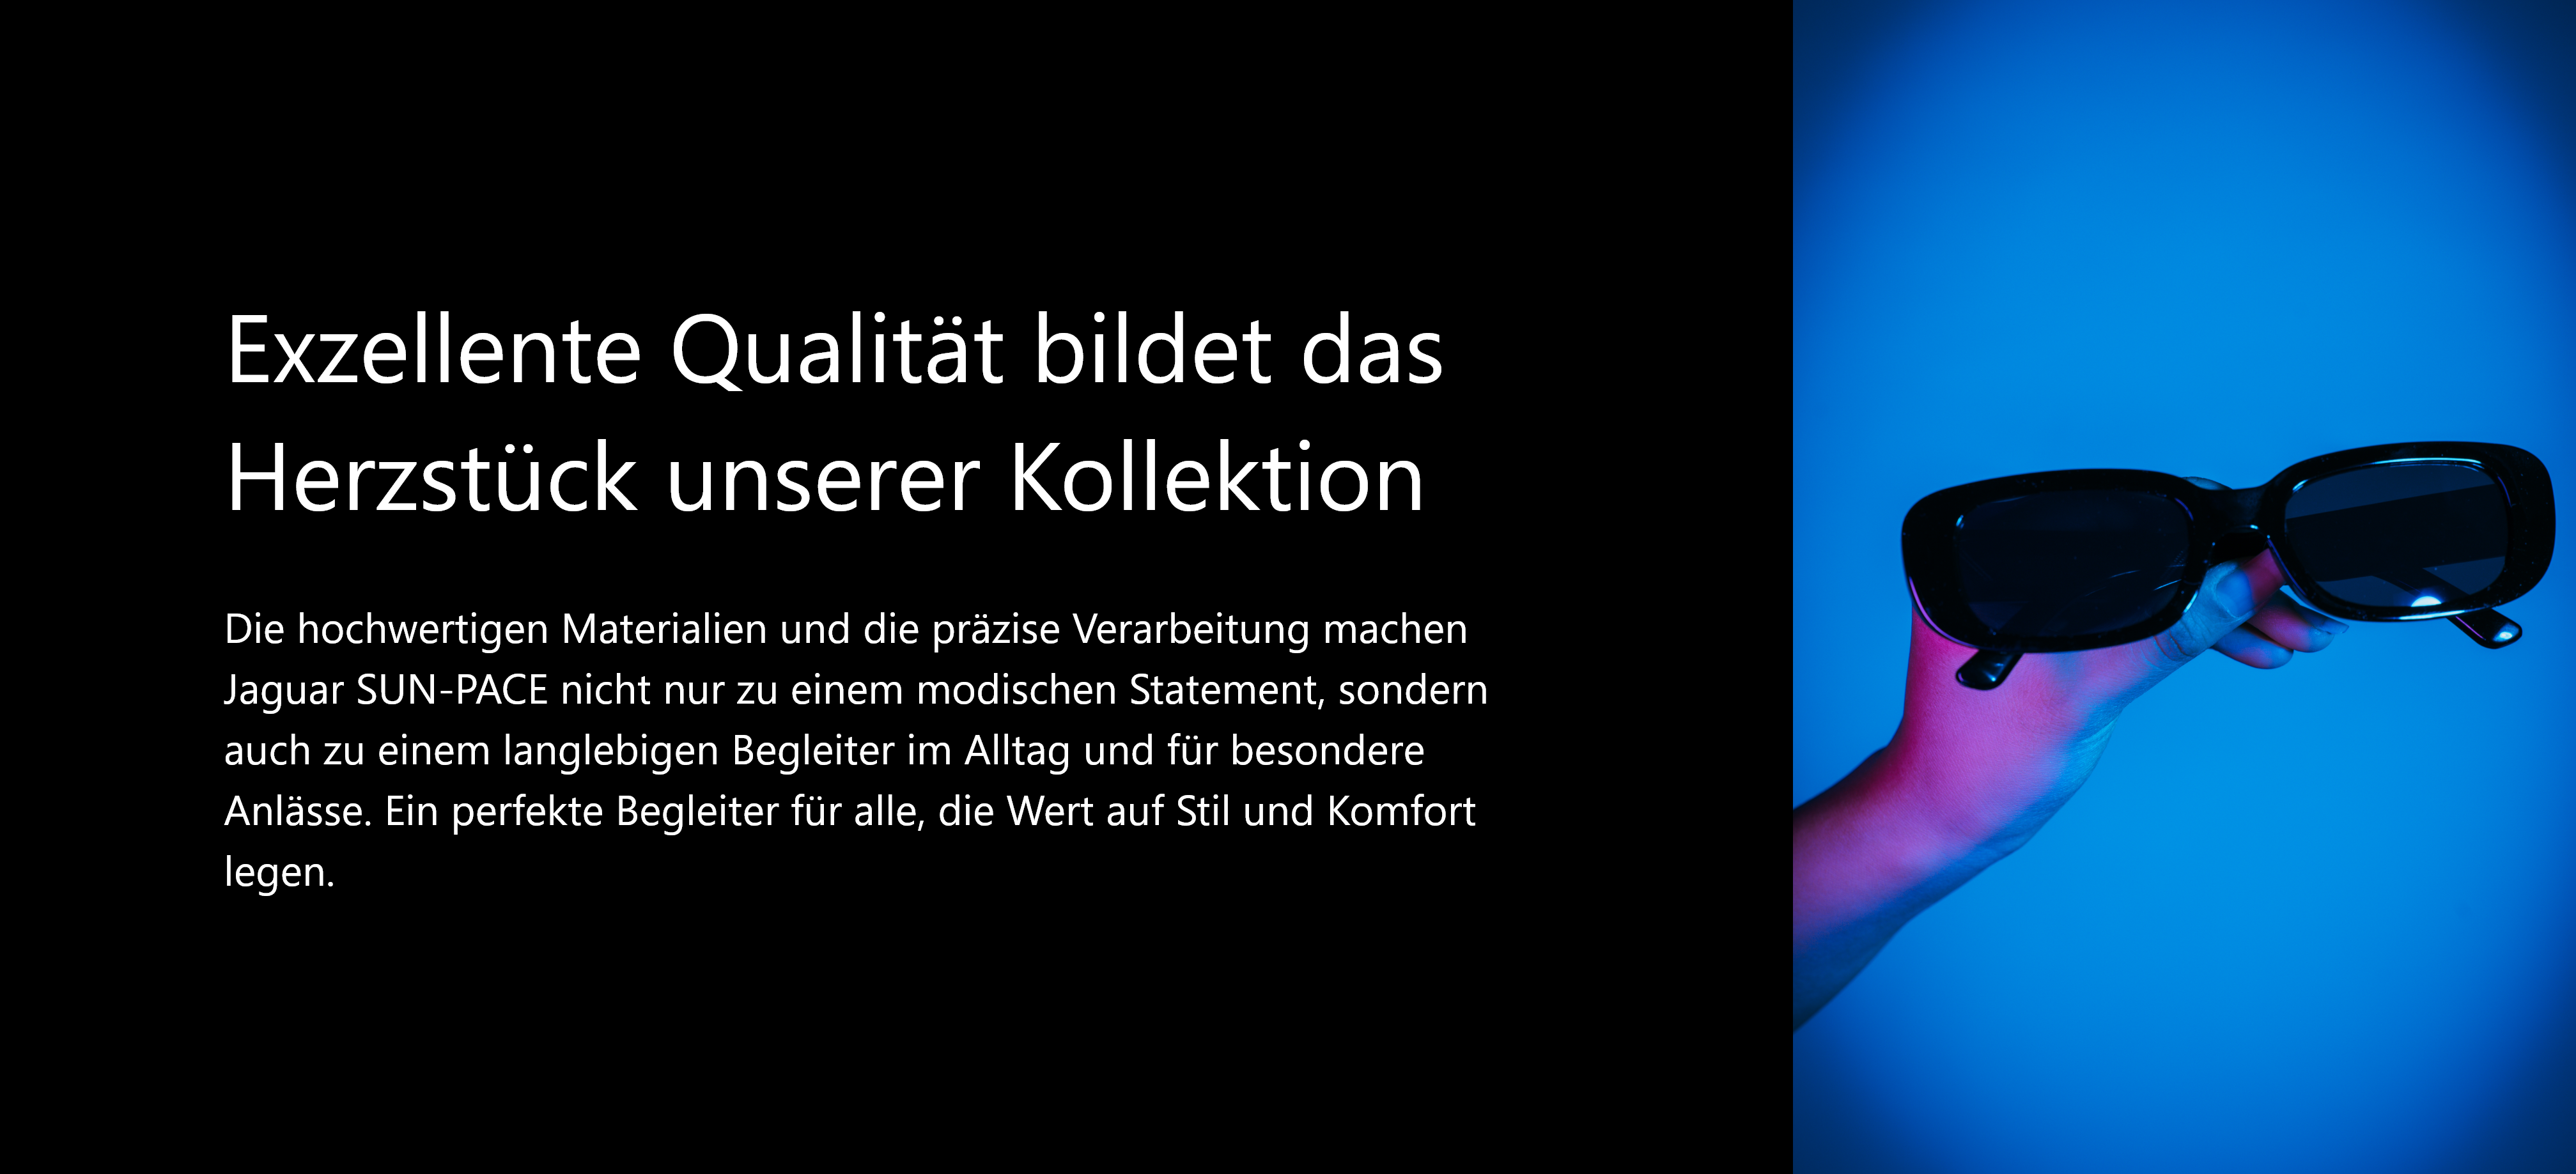 Exzellente Qualität bildet das
Herzstück unserer Kollektion
Die hochwertigen Materialien und die präzise Verarbeitung machen
Jaguar SUN-PACE nicht nur zu einem modischen Statement, sondern
auch zu einem langlebigen Begleiter im Alltag und für besondere
Anlässe. Ein perfekte Begleiter für alle, die Wert auf Stil und Komfort
legen.